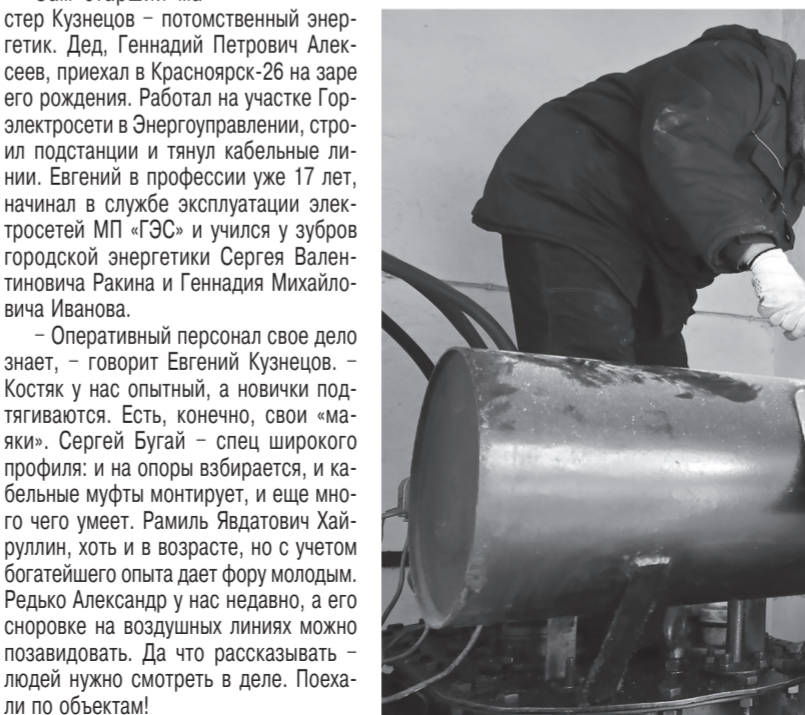 Сам старший ма-
стер Кузнецов – потомственный энер-
гетик. Дед, Геннадий Петрович Алек-
сеев, приехал в Красноярск-26 на заре
его рождения. Работал на участке Гор-
электросети в Энергоуправлении, стро-
ил подстанции и тянул кабельные ли-
нии. Евгений в профессии уже 17 лет,
начинал в службе эксплуатации элек-
тросетей МП «ГЭС» и учился у зубров
городской энергетики Сергея Вален-
тиновича Ракина и Геннадия Михайло-
вича Иванова.
– Оперативный персонал свое дело
знает, – говорит Евгений Кузнецов. –
Костяк у нас опытный, а новички под-
тягиваются. Есть, конечно, свои «ма-
яки». Сергей Бугай – спец широкого
профиля: и на опоры взбирается, и ка-
бельные муфты монтирует, и еще мно-
го чего умеет. Рамиль Явдатович Хай-
руллин, хоть и в возрасте, но с учетом
богатейшего опыта дает фору молодым.
Редько Александр у нас недавно, а его
сноровке на воздушных линиях можно
позавидовать. Да что рассказывать –
людей нужно смотреть в деле. Поеха-
ли по объектам!